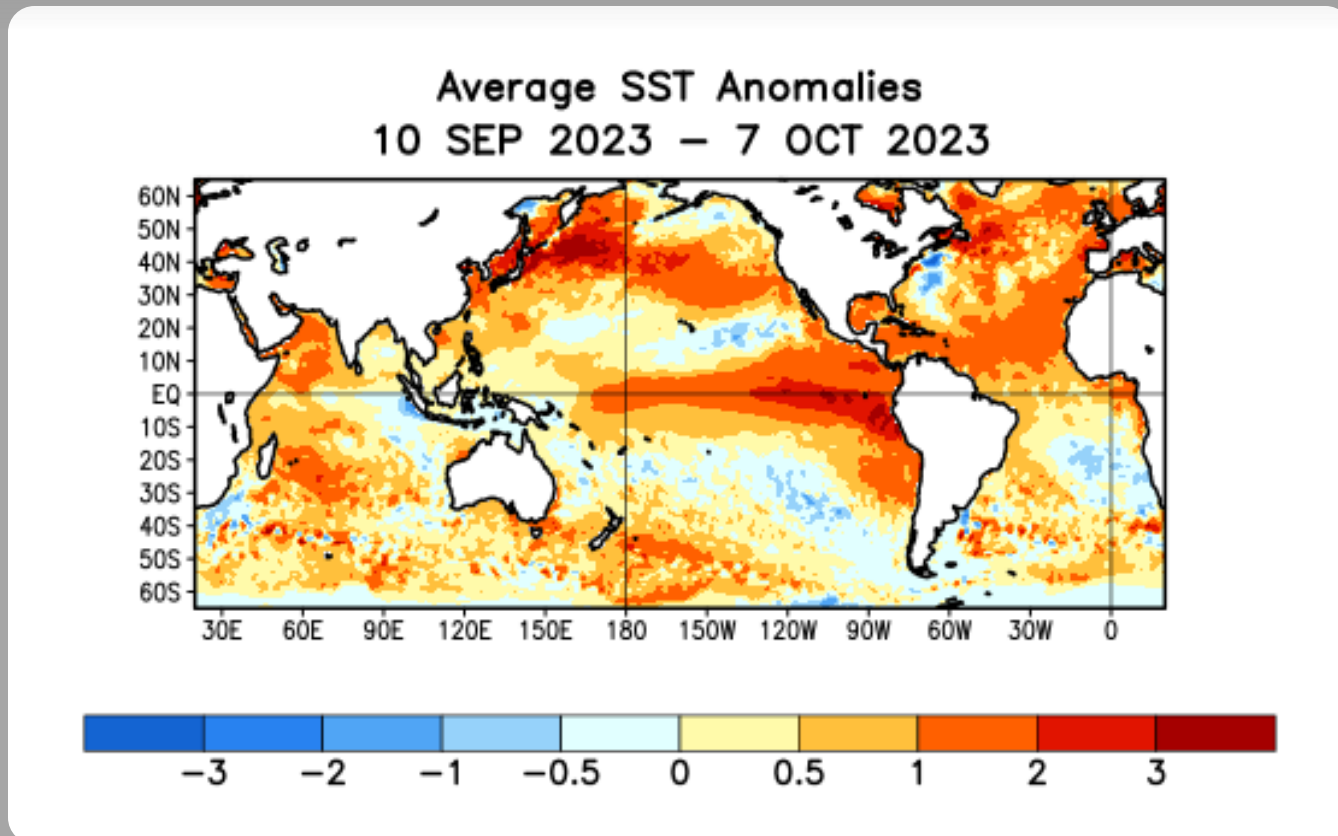 Average SST Anomalies
10 SEP 2023 – 7 OCT 2023
60N
50N
40N
30N
20N
10N
EQ
10S
20S
30S
40S
50S
60S
30E 60E 90E 120E 150E 180 150W 120W 90W 60W 30W 0
−3 −2 −1 −0.5 0 0.5 1 2 3